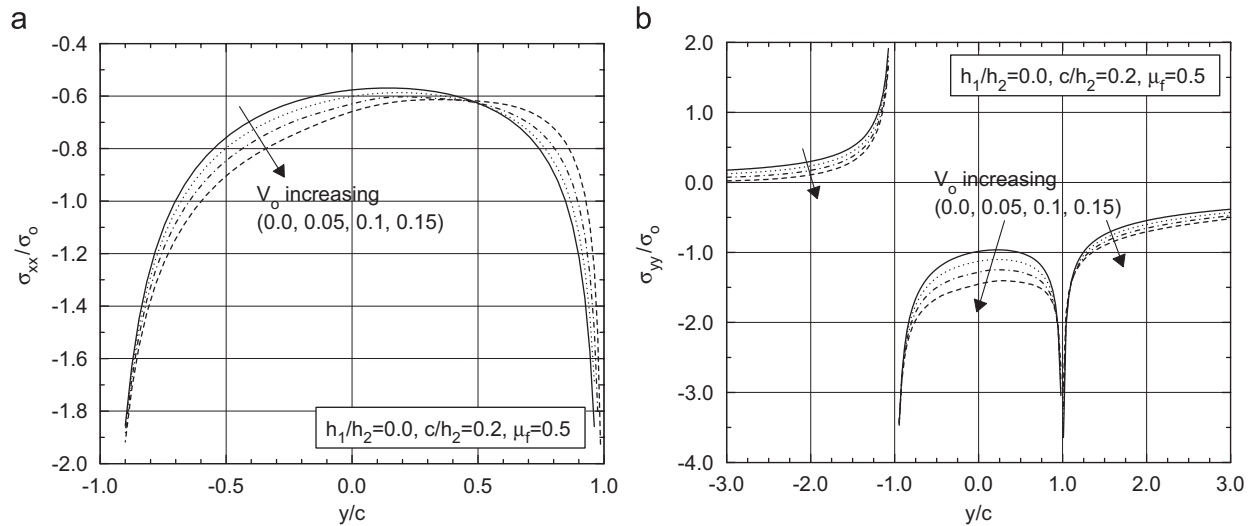 a
-0.4
-0.6
-0.8
-1.0
-1.2
-1.4
-1.6
-1.8
-2.0
σxx/σo
Vo increasing
(0.0, 0.05, 0.1, 0.15)
h1/h2=0.0, c/h2=0.2, μf=0.5
-1.0 -0.5 0.0 0.5 1.0
y/c
b
2.0
1.0
0.0
-1.0
-2.0
-3.0
-4.0
σyy/σo
h1/h2=0.0, c/h2=0.2, μf=0.5
Vo increasing
(0.0, 0.05, 0.1, 0.15)
-3.0 -2.0 -1.0 0.0 1.0 2.0 3.0
y/c